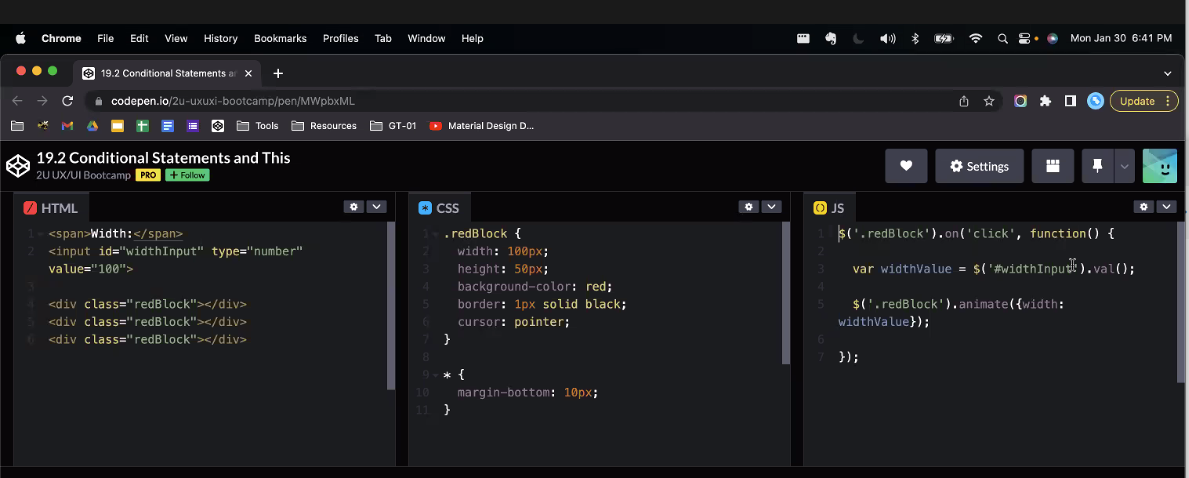 Chrome File Edit View History Bookmarks Profiles Tab Window Help Mon Jan 30 6:41 PM
19.2 Conditional Statements ar
codepen.io/2u-uxuxi-bootcamp/pen/MWpbxML Update
Tools Resources GT-01 Material Design D...
19.2 Conditional Statements and This
2U UX/UI Bootcamp PRO + Follow Settings
HTML
1 <span>Width:</span>
2 <input id="widthInput" type="number"
value="100">
3
4 <div class="redBlock"></div>
5 <div class="redBlock"></div>
6 <div class="redBlock"></div>
CSS
1 .redBlock {
2 width: 100px;
3 height: 50px;
4 background-color: red;
5 border: 1px solid black;
6 cursor: pointer;
7 }
8
9 * {
10 margin-bottom: 10px;
11 }
JS
1 $('.redBlock').on('click', function() {
2
3 var widthValue = $('#widthInput').val();
4
5 $('.redBlock').animate({width:
widthValue});
6
7 });